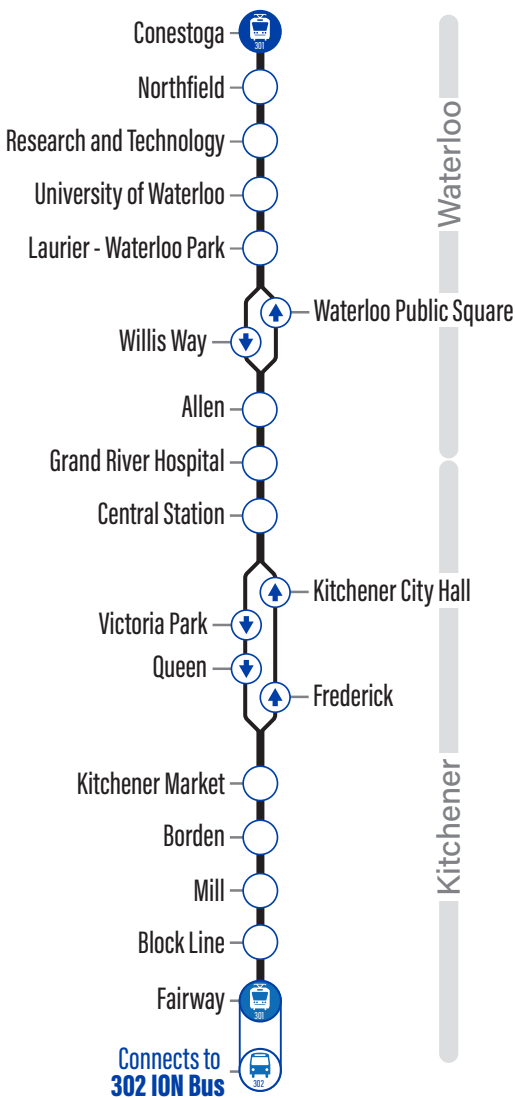 Conestoga
301
Northfield
Research and Technology
University of Waterloo
Laurier - Waterloo Park
Waterloo Public Square
Willis Way
Allen
Grand River Hospital
Central Station
Kitchener City Hall
Victoria Park
Queen
Frederick
Kitchener Market
Borden
Mill
Block Line
Fairway
301
Connects to
302 ION Bus
302
Waterloo
Kitchener